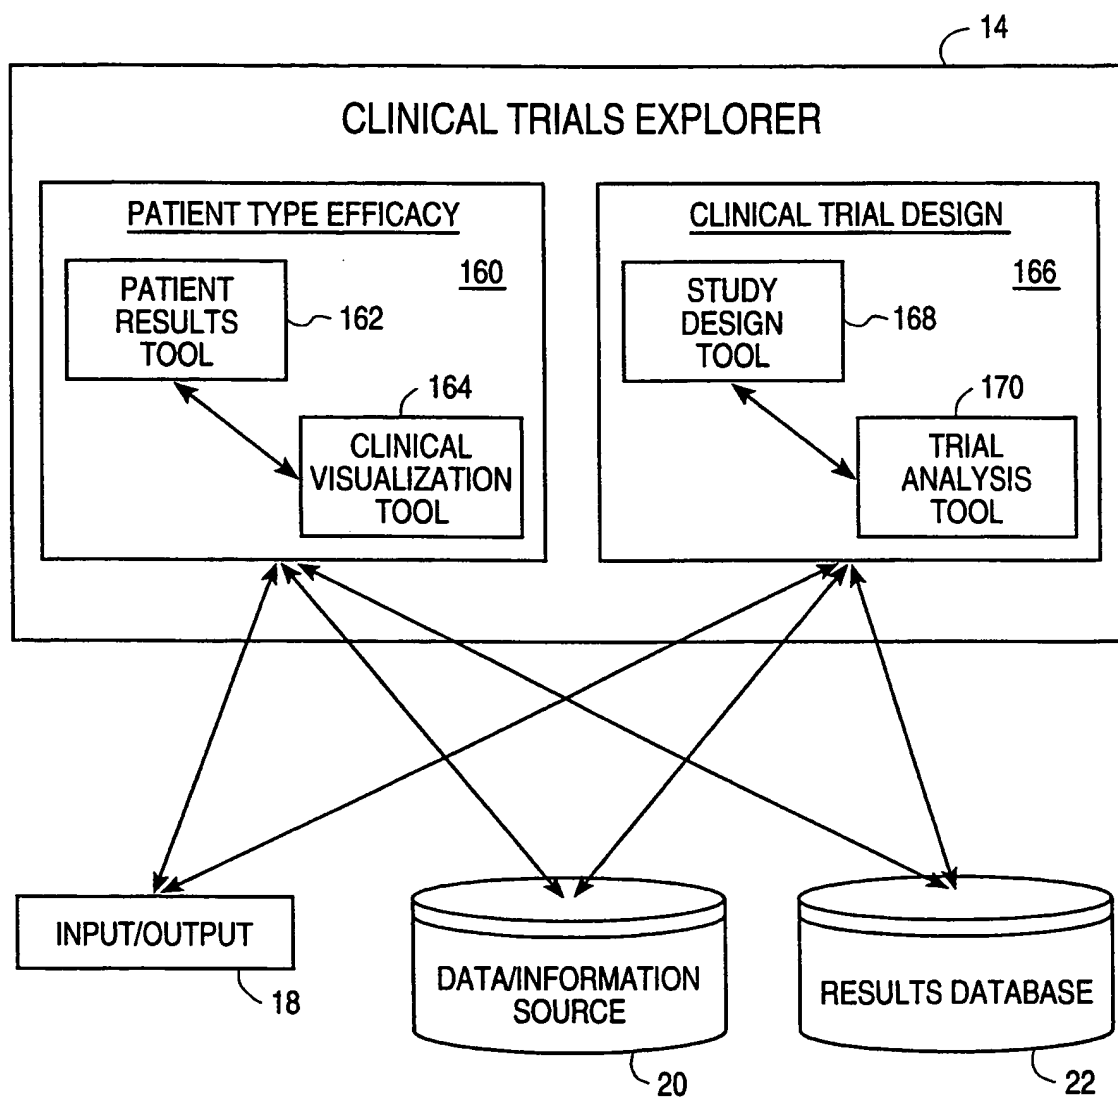 14
CLINICAL TRIALS EXPLORER
PATIENT TYPE EFFICACY
160
PATIENT
RESULTS
TOOL
162
164
CLINICAL
VISUALIZATION
TOOL
CLINICAL TRIAL DESIGN
166
STUDY
DESIGN
TOOL
168
170
TRIAL
ANALYSIS
TOOL
INPUT/OUTPUT
18
DATA/INFORMATION
SOURCE
20
RESULTS DATABASE
22